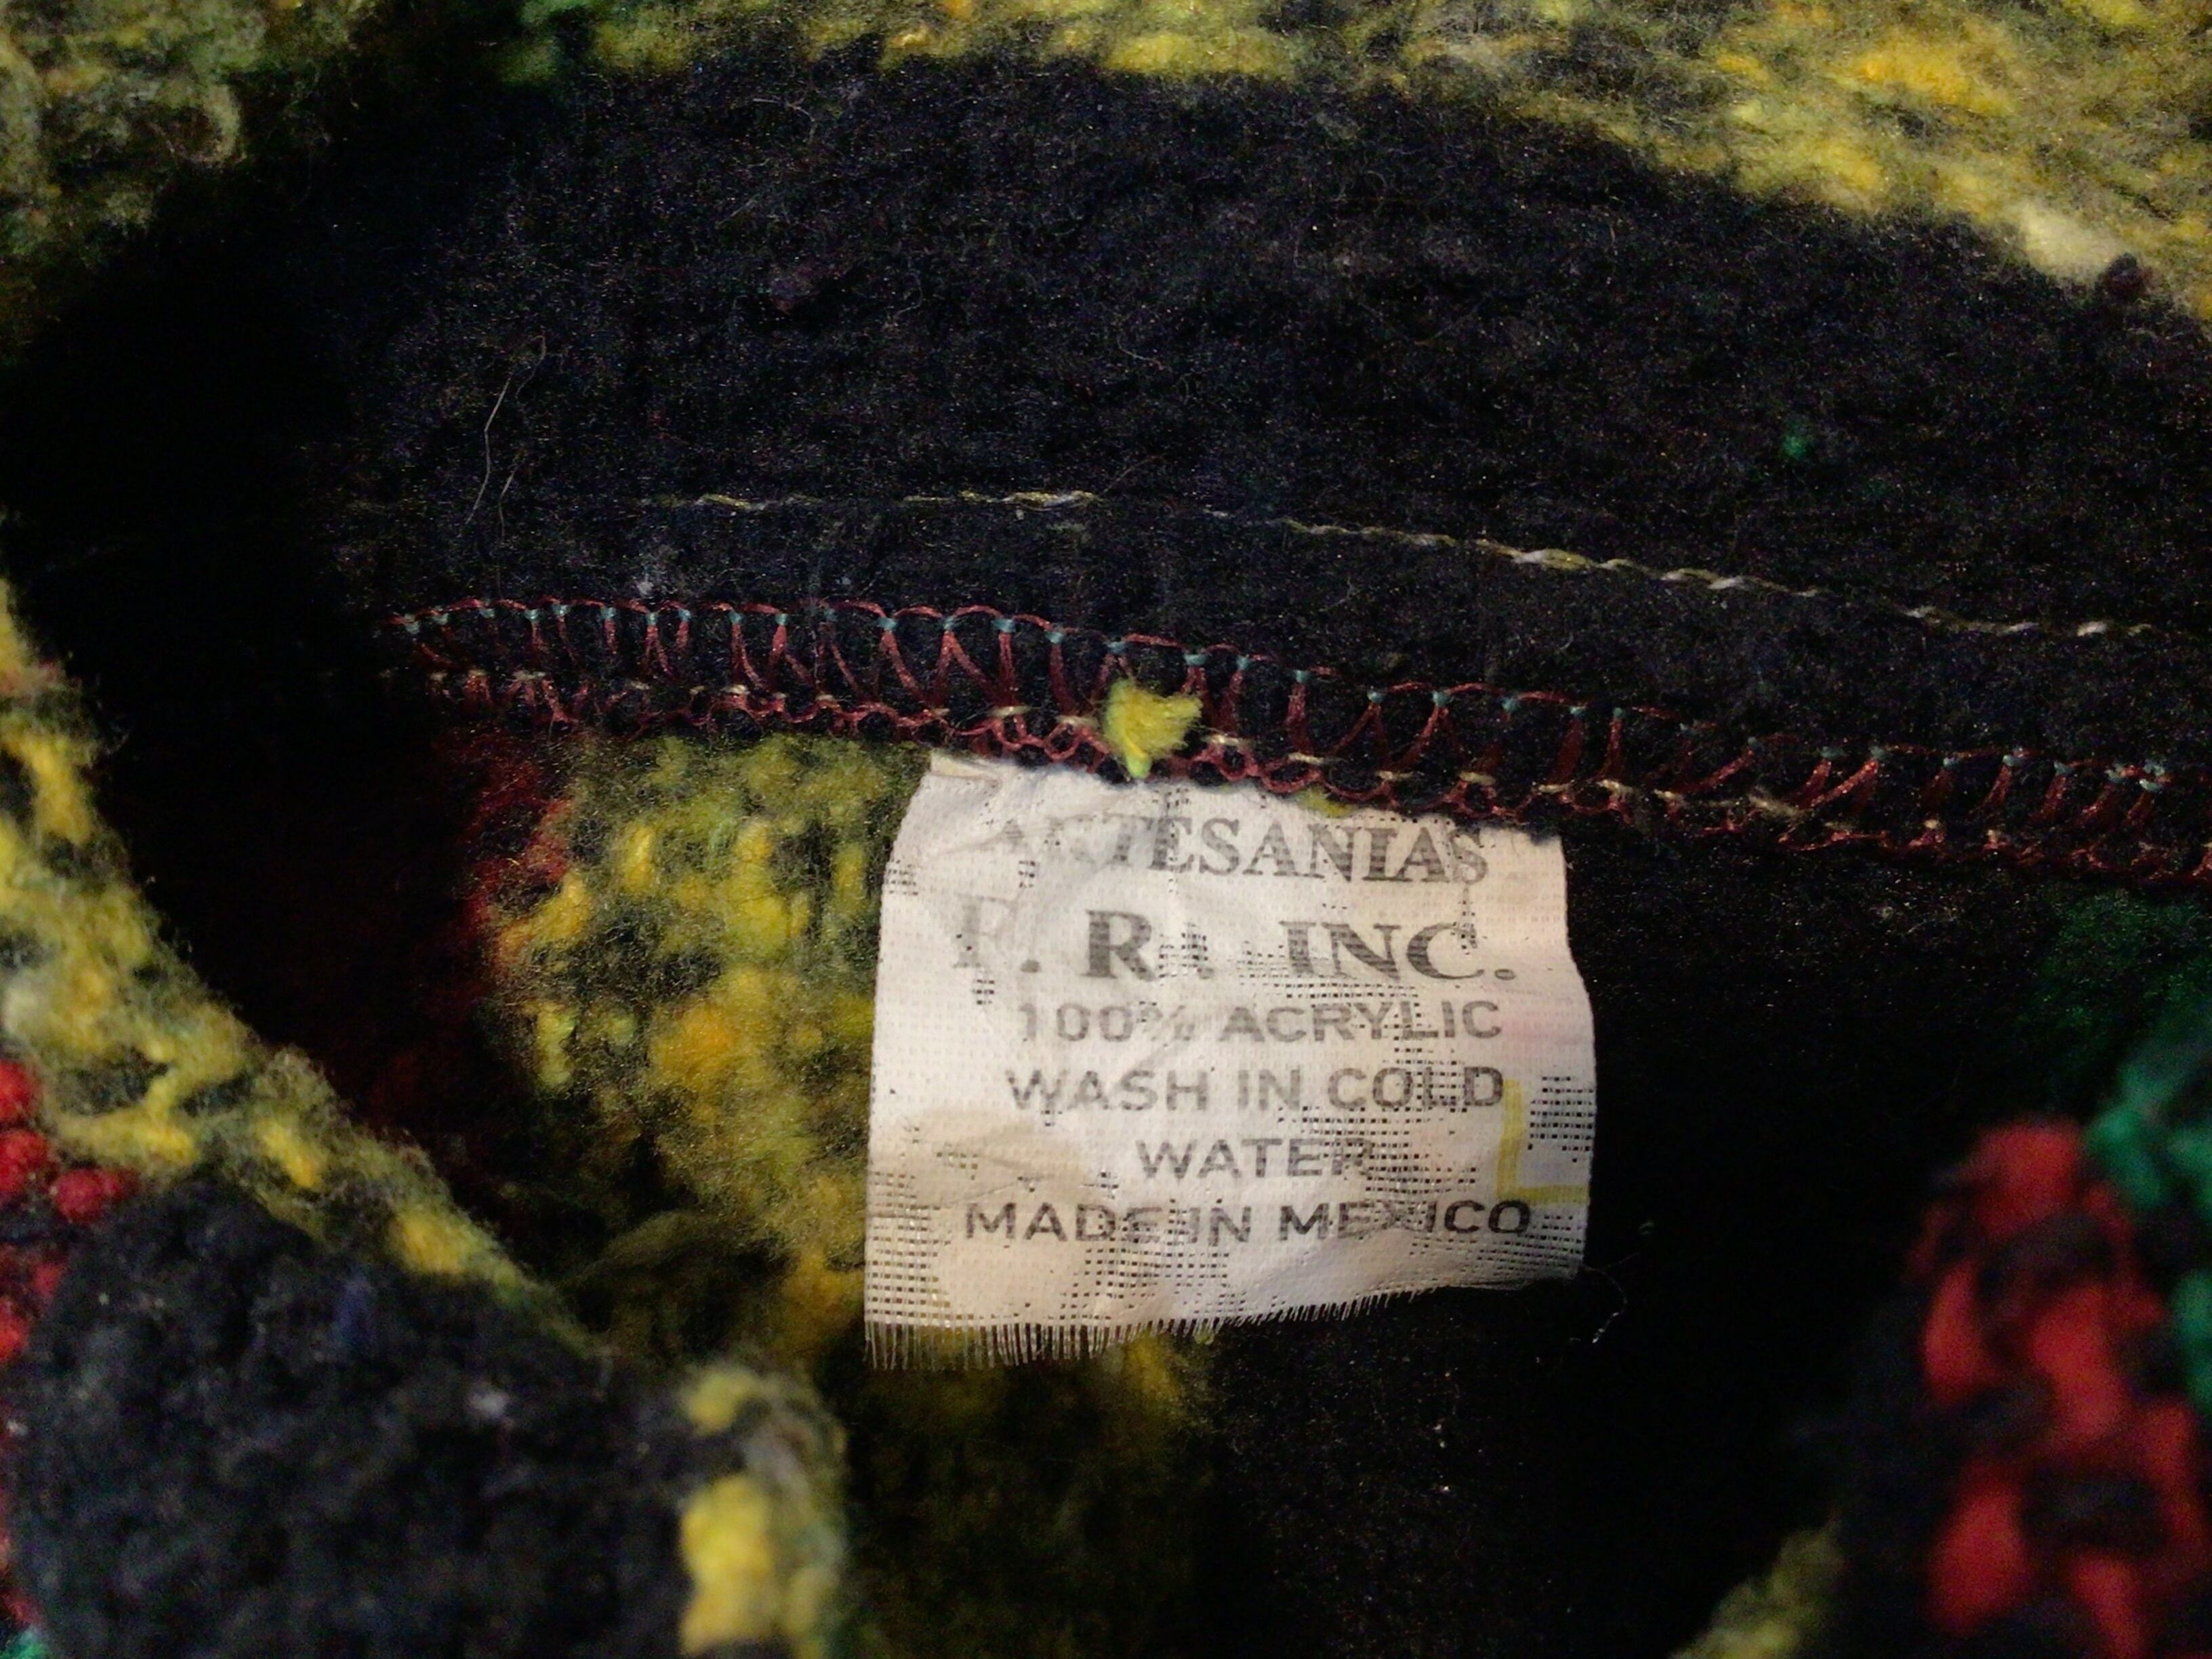 ARTESANIAS
F. R. INC.
100% ACRYLIC
WASH IN COLD
WATER
MADE IN MEXICO
L